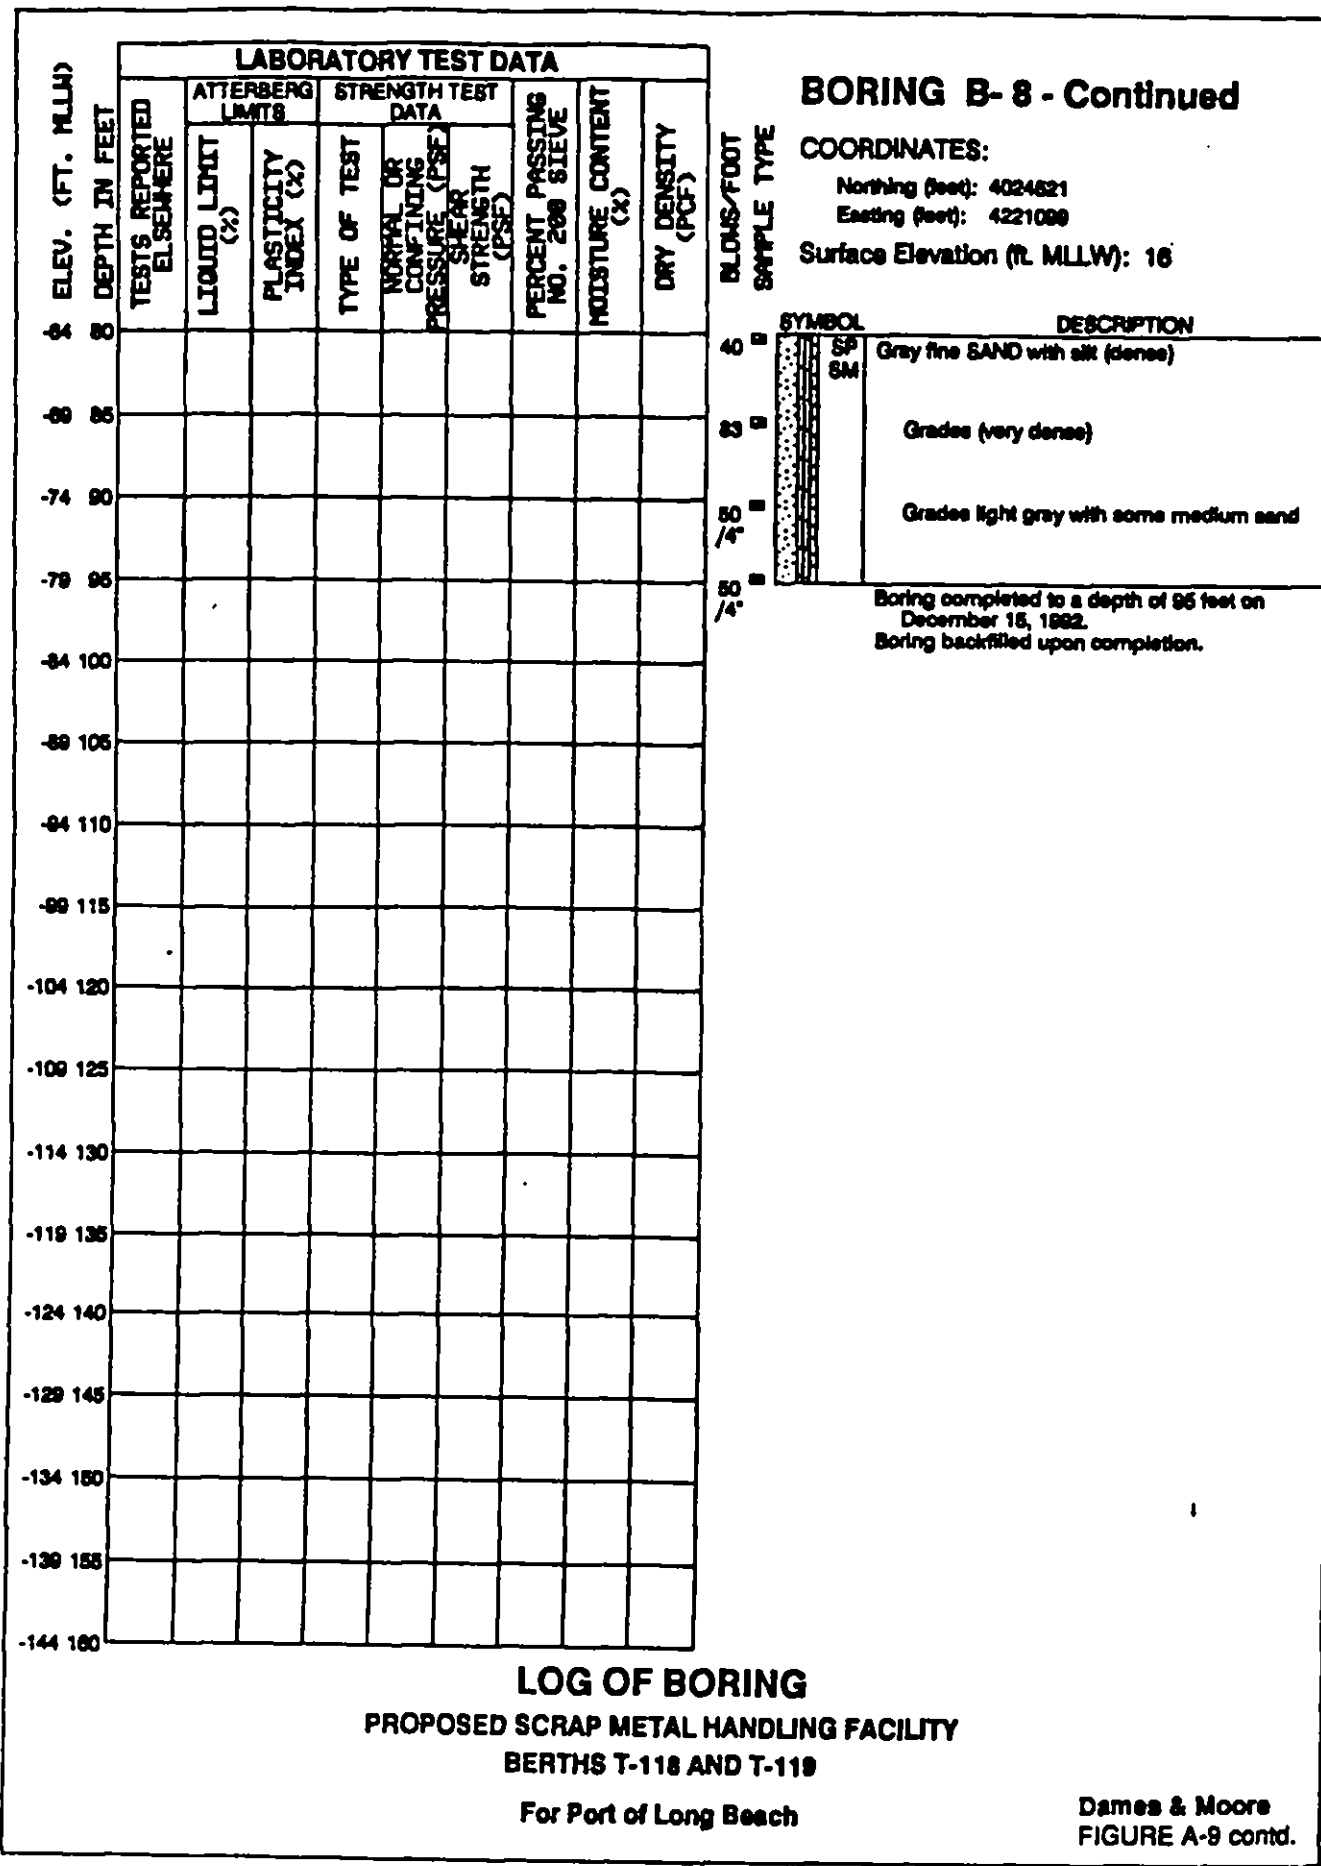 LABORATORY TEST DATA
ATTERBERG LIMITS
STRENGTH TEST DATA
ELEV. (FT. MLLW)
DEPTH IN FEET
TESTS REPORTED ELSEWHERE
LIQUID LIMIT (%)
PLASTICITY INDEX (%)
TYPE OF TEST
NORMAL OR CONFINING PRESSURE (PSF)
SHEAR STRENGTH (PSF)
PERCENT PASSING NO. 200 SIEVE
MOISTURE CONTENT (%)
DRY DENSITY (PCF)
BLOWS/FOOT
SAMPLE TYPE
BORING B- 8 - Continued
COORDINATES:
Northing (feet): 4024521
Easting (feet): 4221099
Surface Elevation (ft. MLLW): 16
SYMBOL DESCRIPTION
-64 80
40 SP Gray fine SAND with silt (dense)
SM
-69 85
83 Grades (very dense)
-74 90
50 Grades light gray with some medium sand
/4"
-79 95
50
/4"
Boring completed to a depth of 95 feet on
December 15, 1992.
Boring backfilled upon completion.
-84 100
-89 105
-94 110
-99 115
-104 120
-109 125
-114 130
-119 135
-124 140
-129 145
-134 150
-139 155
-144 160
LOG OF BORING
PROPOSED SCRAP METAL HANDLING FACILITY
BERTHS T-118 AND T-119
For Port of Long Beach
Dames & Moore
FIGURE A-9 contd.